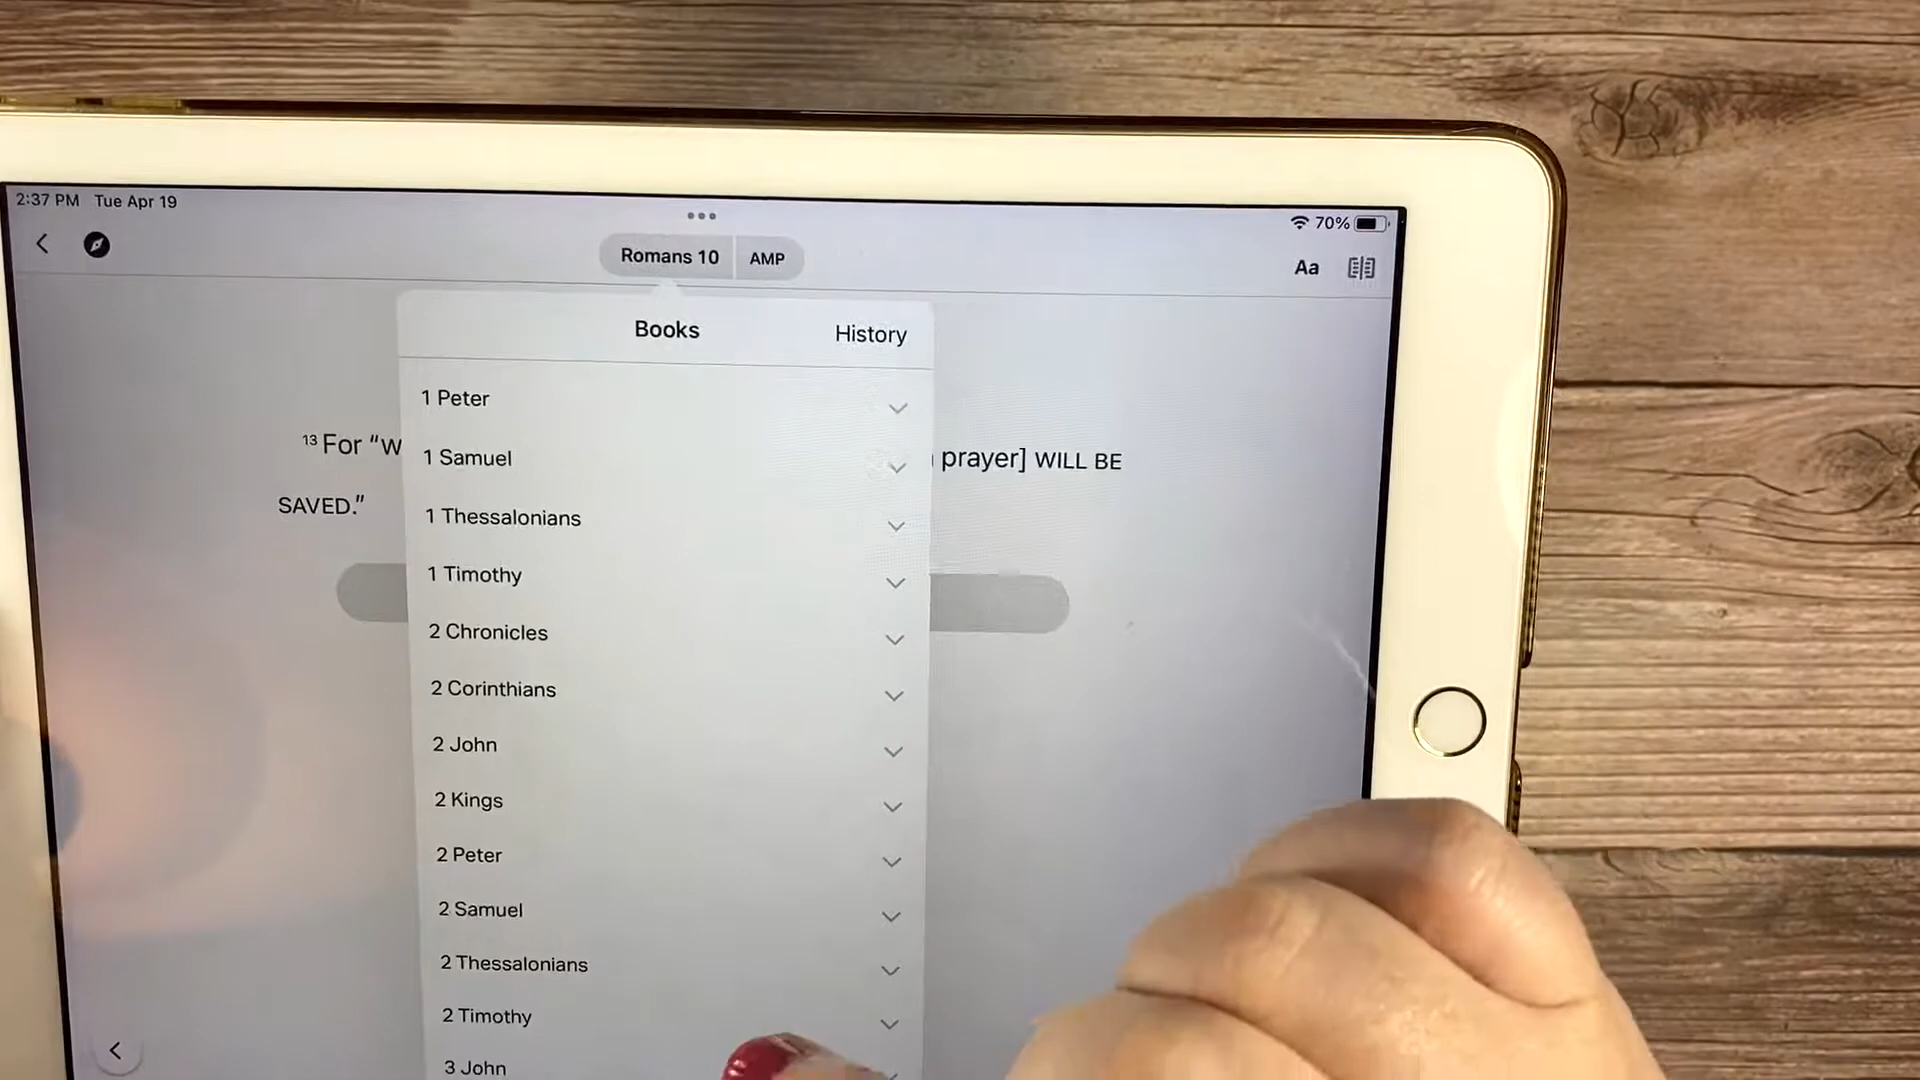 2:37 PM Tue Apr 19
70%
Romans 10 AMP
Aa
Books History
1 Peter
13 For “W
prayer] WILL BE
1 Samuel
SAVED.”
1 Thessalonians
1 Timothy
2 Chronicles
2 Corinthians
2 John
2 Kings
2 Peter
2 Samuel
2 Thessalonians
2 Timothy
3 John